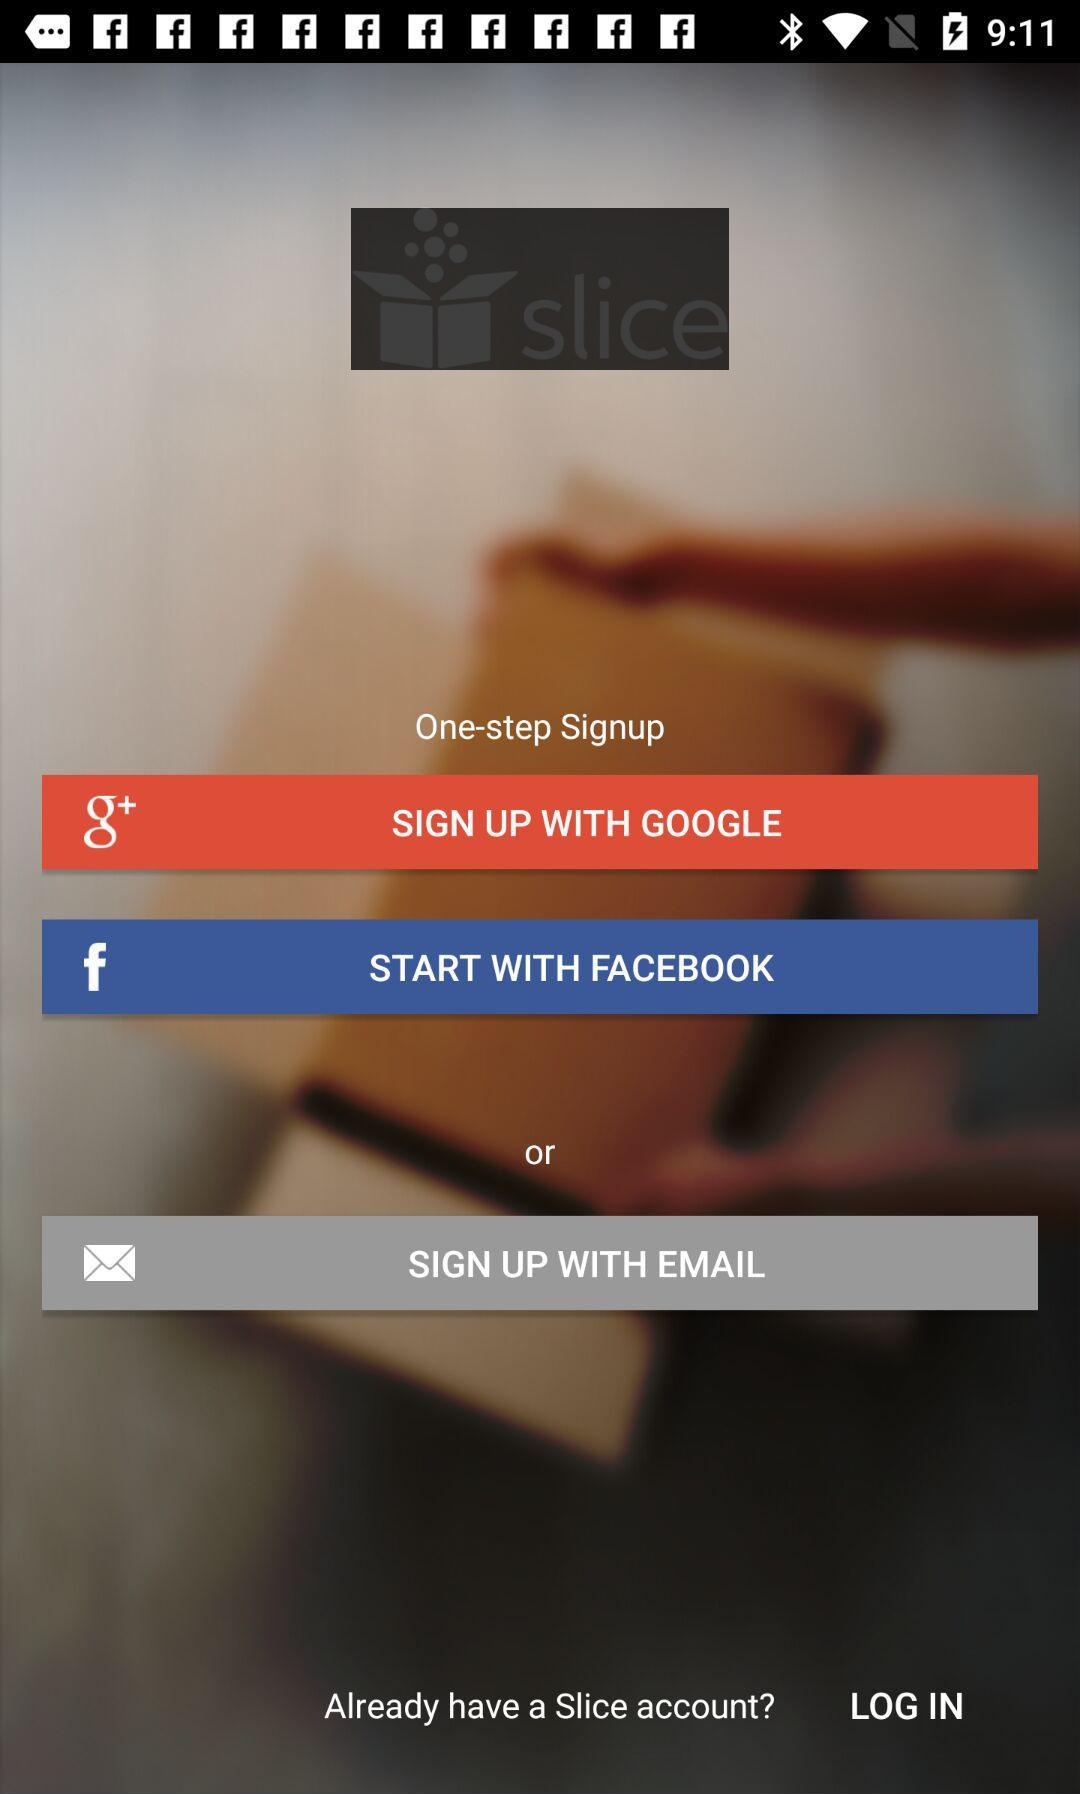 9:11
slice
One-step Signup
g+ SIGN UP WITH GOOGLE
f START WITH FACEBOOK
or
SIGN UP WITH EMAIL
Already have a Slice account? LOG IN